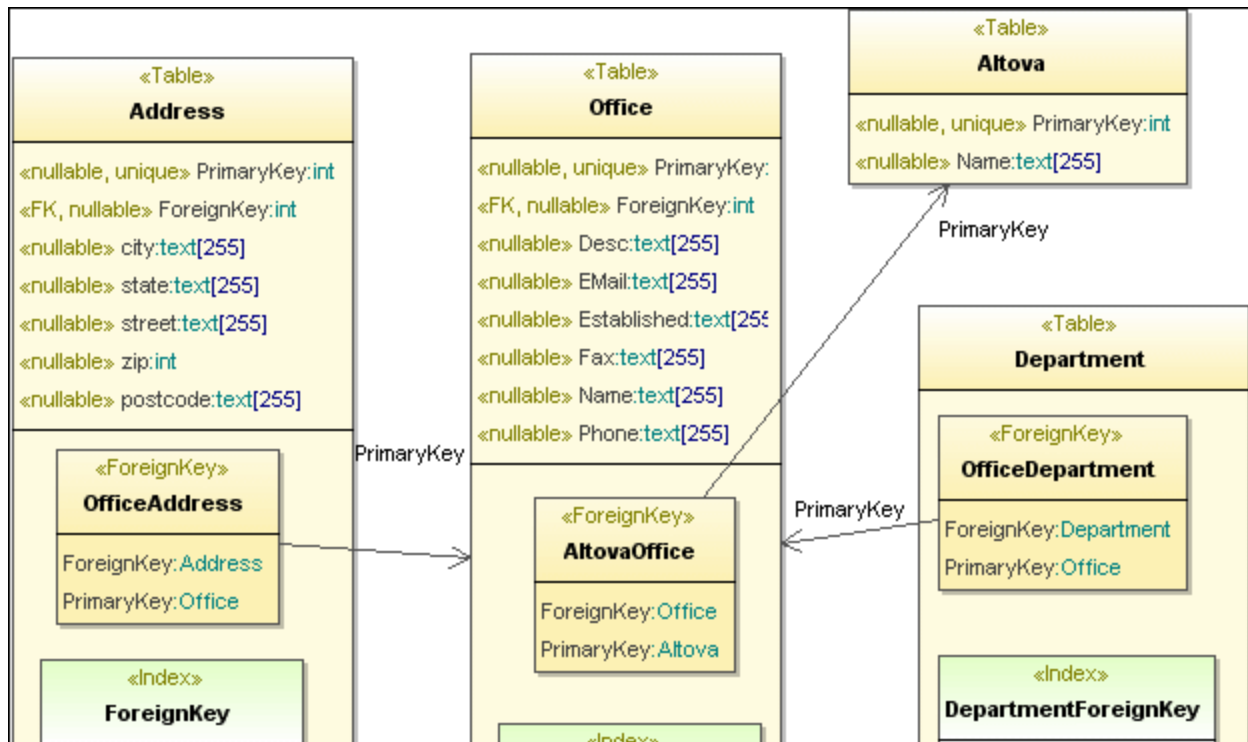 «Table»
Address
«nullable, unique» PrimaryKey:int
«FK, nullable» ForeignKey:int
«nullable» city:text[255]
«nullable» state:text[255]
«nullable» street:text[255]
«nullable» zip:int
«nullable» postcode:text[255]
«ForeignKey»
OfficeAddress
ForeignKey:Address
PrimaryKey:Office
«Index»
ForeignKey
PrimaryKey
«Table»
Office
«nullable, unique» PrimaryKey:
«FK, nullable» ForeignKey:int
«nullable» Desc:text[255]
«nullable» EMail:text[255]
«nullable» Established:text[255
«nullable» Fax:text[255]
«nullable» Name:text[255]
«nullable» Phone:text[255]
«ForeignKey»
AltovaOffice
ForeignKey:Office
PrimaryKey:Altova
«Index»
«Table»
Altova
«nullable, unique» PrimaryKey:int
«nullable» Name:text[255]
PrimaryKey
PrimaryKey
«Table»
Department
«ForeignKey»
OfficeDepartment
ForeignKey:Department
PrimaryKey:Office
«Index»
DepartmentForeignKey